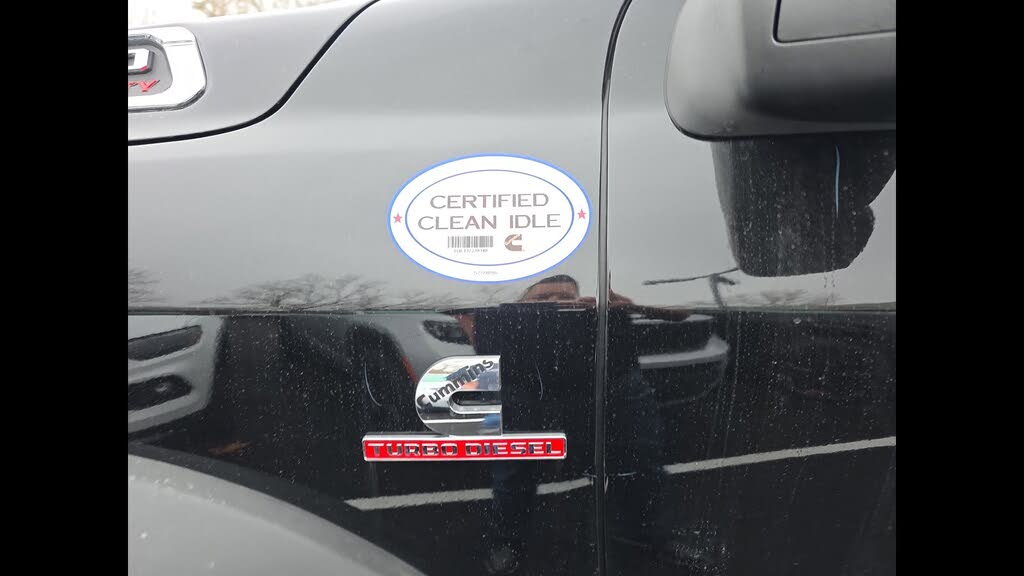 CERTIFIED
CLEAN IDLE
Cummins
TURBO DIESEL